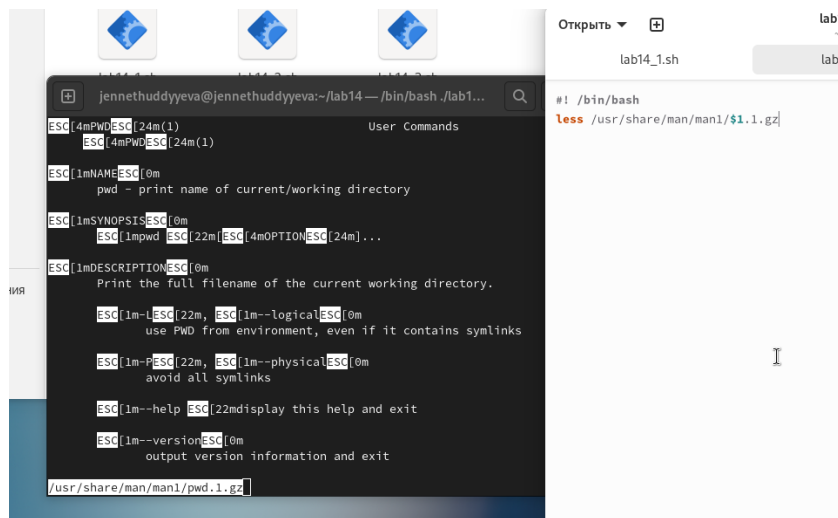 jennethuddyyeva@jennethuddyyeva:~/lab14 — /bin/bash ./lab1...
ESC[4mPWDESC[24m(1) User Commands
ESC[4mPWDESC[24m(1)
ESC[1mNAMEESC[0m
pwd - print name of current/working directory
ESC[1mSYNOPSISESC[0m
ESC[1mpwd ESC[22m[ESC[4mOPTIONESC[24m]...
ESC[1mDESCRIPTIONESC[0m
Print the full filename of the current working directory.
ESC[1m-LESC[22m, ESC[1m--logicalESC[0m
use PWD from environment, even if it contains symlinks
ESC[1m-PESC[22m, ESC[1m--physicalESC[0m
avoid all symlinks
ESC[1m--help ESC[22mdisplay this help and exit
ESC[1m--versionESC[0m
output version information and exit
/usr/share/man/man1/pwd.1.gz
Открыть
lab
lab14_1.sh
lab
#! /bin/bash
less /usr/share/man/man1/$1.1.gz